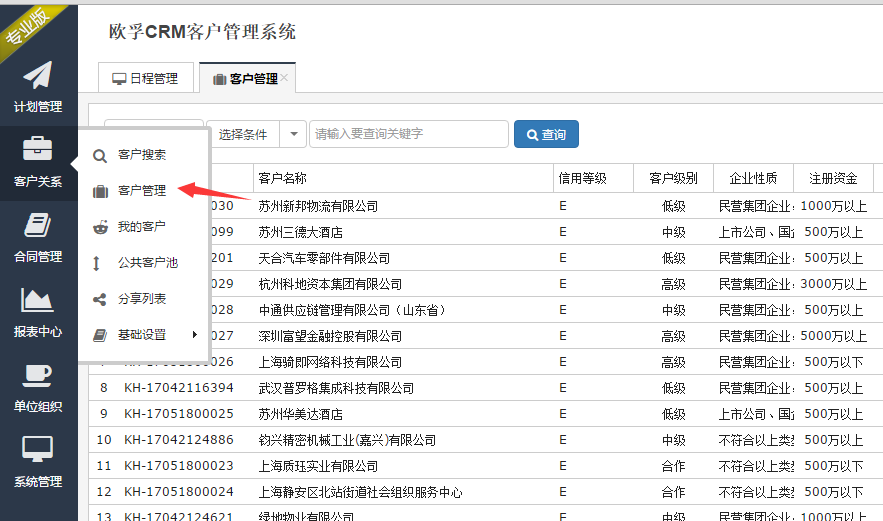 专业版
欧孚CRM客户管理系统
日程管理
客户管理
计划管理
客户关系
合同管理
报表中心
单位组织
系统管理
选择条件
请输入要查询关键字
查询
客户搜索
客户管理
我的客户
公共客户池
分享列表
基础设置
客户名称 信用等级 客户级别 企业性质 注册资金
030 苏州新邦物流有限公司 E 低级 民营集团企业 1000万以上
099 苏州三德大酒店 E 中级 上市公司、国企 500万以上
201 天合汽车零部件有限公司 E 低级 民营集团企业 500万以上
029 杭州科地资本集团有限公司 E 高级 民营集团企业 3000万以上
028 中通供应链管理有限公司（山东省） E 中级 民营集团企业 500万以上
027 深圳富望金融控股有限公司 E 高级 民营集团企业 5000万以上
026 上海骑即网络科技有限公司 E 高级 民营集团企业 500万以下
8 KH-17042116394 武汉普罗格集成科技有限公司 E 低级 民营集团企业 500万以上
9 KH-17051800025 苏州华美达酒店 E 低级 上市公司、国企 500万以上
10 KH-17042124886 钧兴精密机械工业(嘉兴)有限公司 E 中级 不符合以上类型 500万以上
11 KH-17051800023 上海质珏实业有限公司 E 合作 不符合以上类型 500万以上
12 KH-17051800024 上海静安区北站街道社会组织服务中心 E 合作 不符合以上类型 500万以上
13 KH-17042124621 绿地物业有限公司 E 中级 民营集团企业 1000万以上